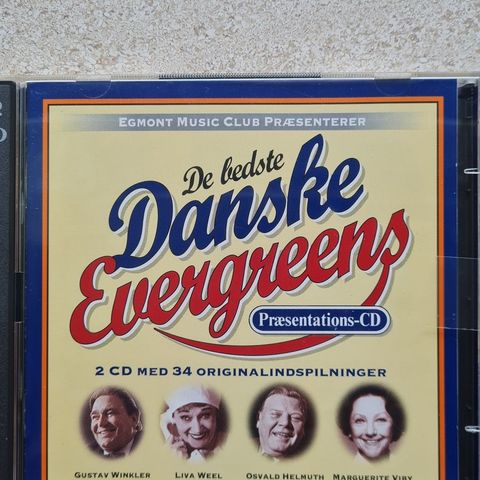 EGMONT MUSIC CLUB PRÆSENTERER
De bedste
Danske
Evergreens
Præsentations-CD
2 CD MED 34 ORIGINALINDSPILNINGER
GUSTAV WINKLER LIVA WEEL OSVALD HELMUTH MARGUERITE VIBY